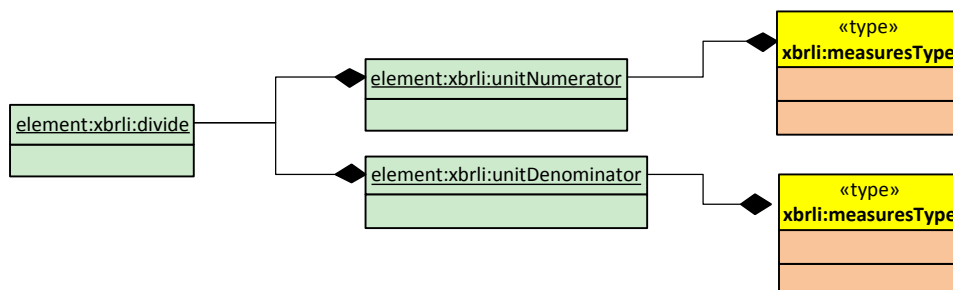 «type»
xbrli:measuresType
element:xbrli:unitNumerator
element:xbrli:divide
element:xbrli:unitDenominator
«type»
xbrli:measuresType